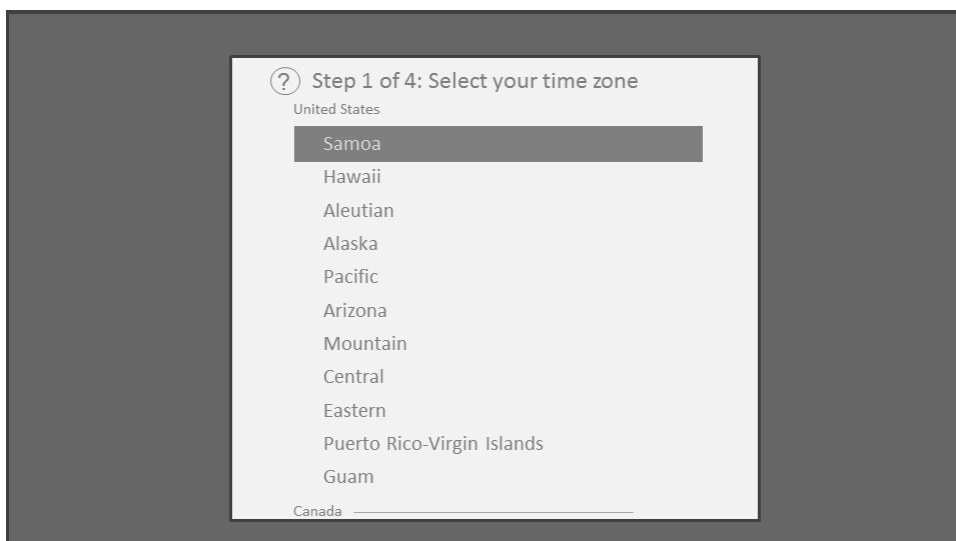 ? Step 1 of 4: Select your time zone
United States
Samoa
Hawaii
Aleutian
Alaska
Pacific
Arizona
Mountain
Central
Eastern
Puerto Rico-Virgin Islands
Guam
Canada